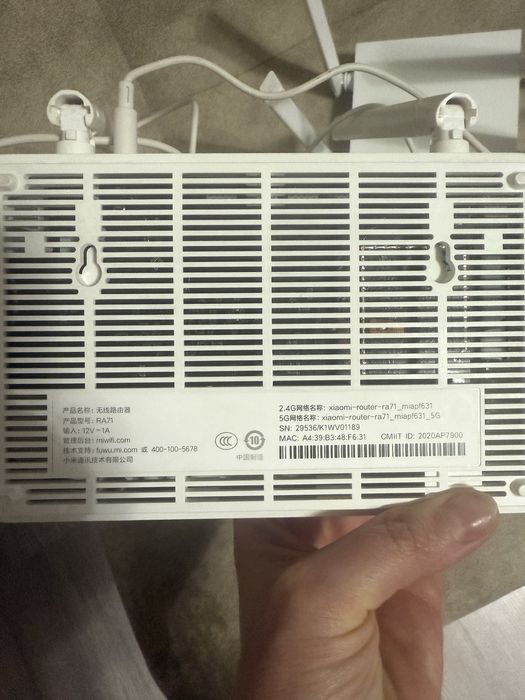 产品名称: 无线路由器
产品型号: RA71
输入: 12V⎓1A
管理后台: miwifi.com
技术支持: fuwu.mi.com 或 400-100-5678
小米通讯技术有限公司
CCC
10
中国制造
2.4G网络名称: xiaomi-router-ra71_miapf631
5G网络名称: xiaomi-router-ra71_miapf631_5G
SN: 29536/K1WV01189
MAC: A4:39:B3:48:F6:31 CMIIT ID: 2020AP7900